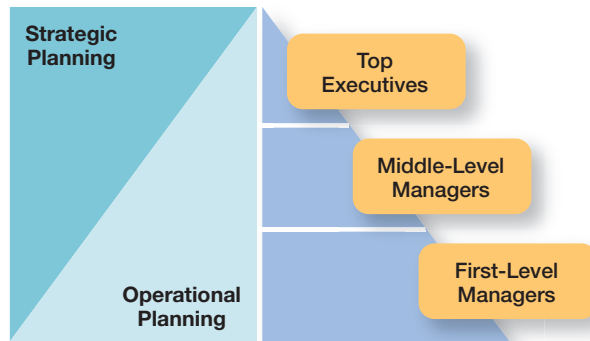 Strategic
Planning
Top
Executives
Middle-Level
Managers
First-Level
Managers
Operational
Planning